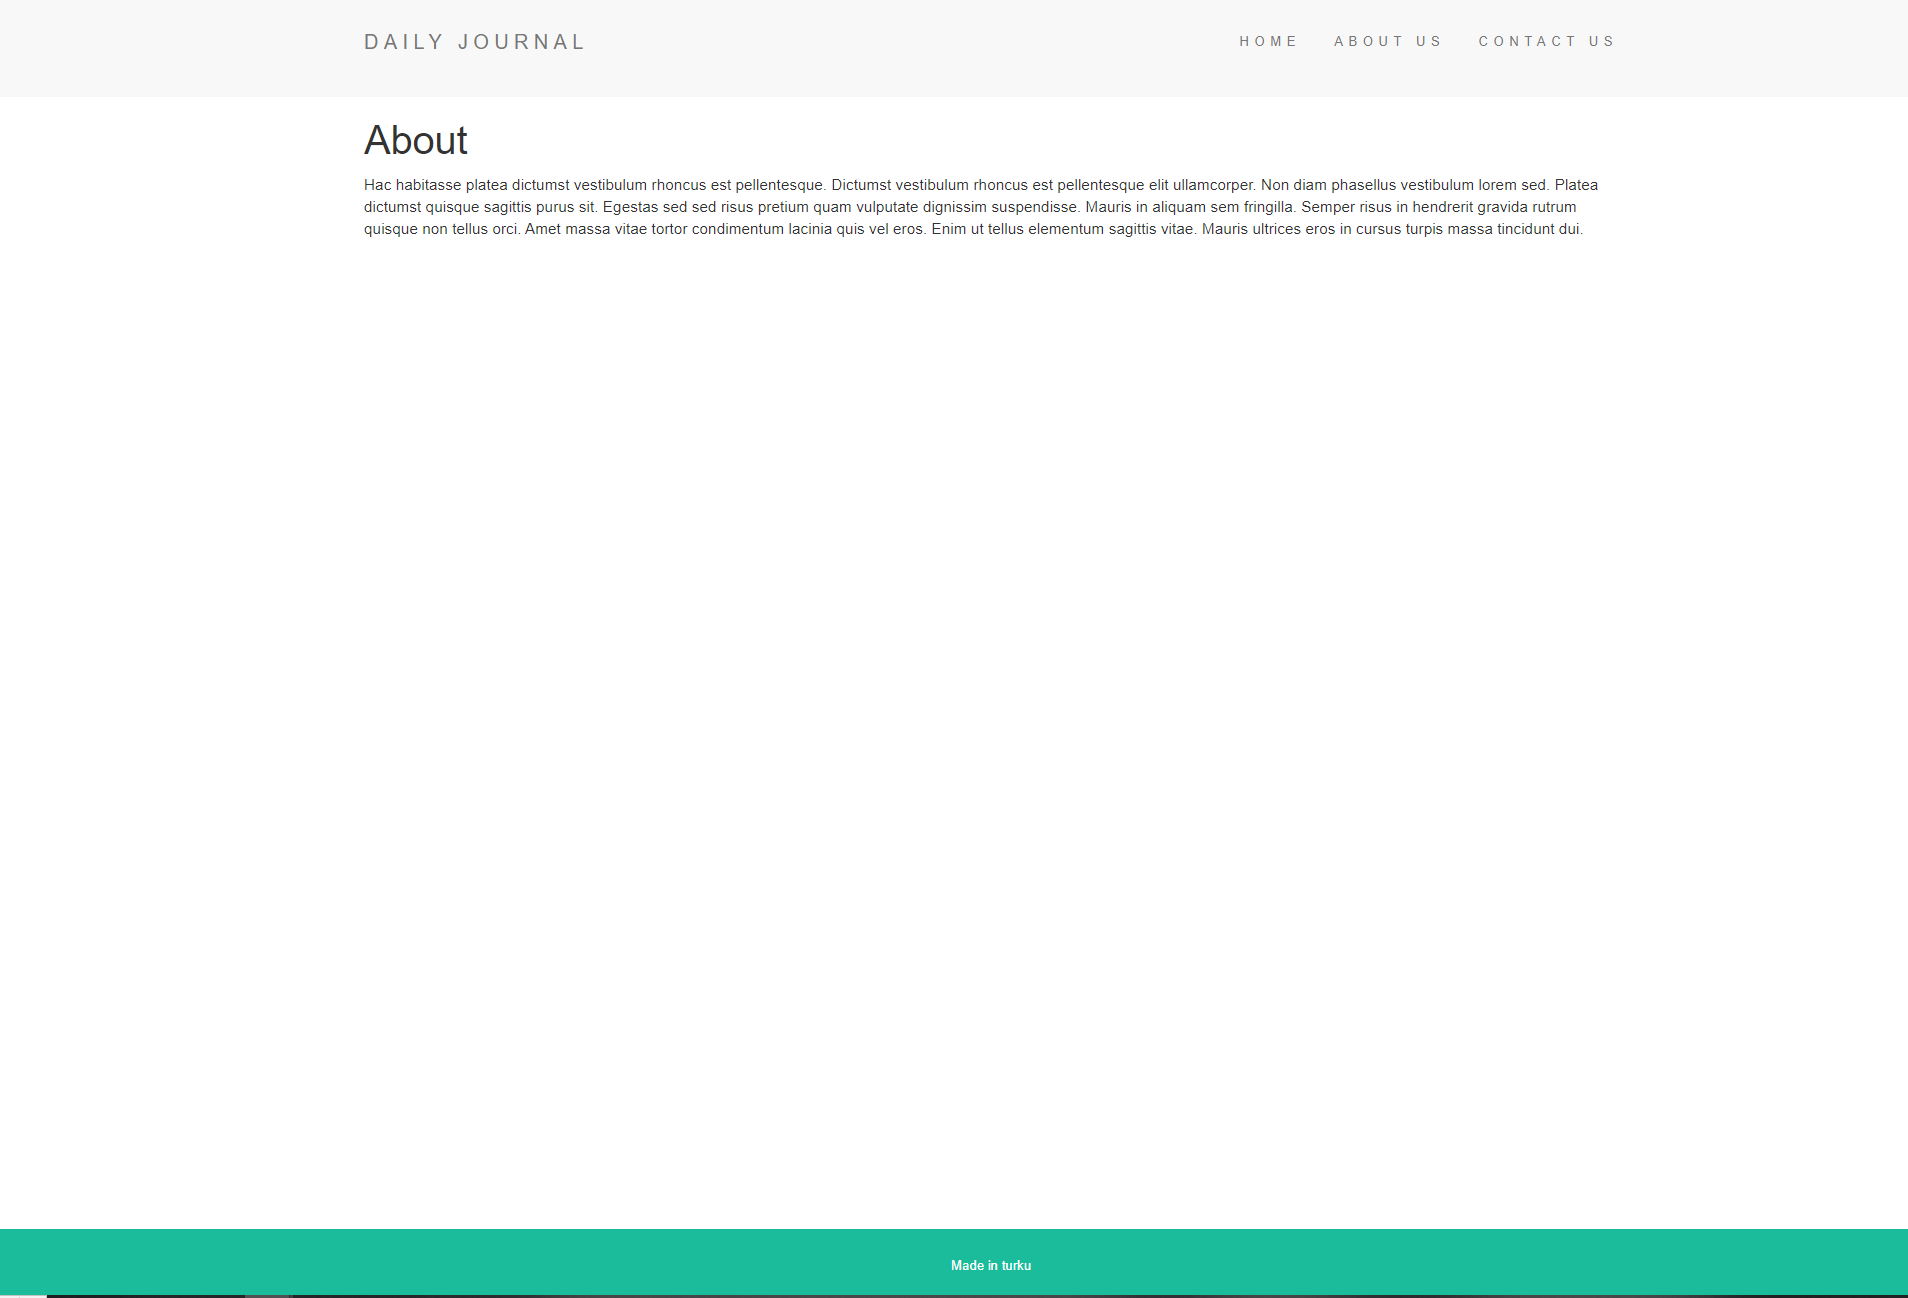 DAILY JOURNAL
HOME ABOUT US CONTACT US
About
Hac habitasse platea dictumst vestibulum rhoncus est pellentesque. Dictumst vestibulum rhoncus est pellentesque elit ullamcorper. Non diam phasellus vestibulum lorem sed. Platea
dictumst quisque sagittis purus sit. Egestas sed sed risus pretium quam vulputate dignissim suspendisse. Mauris in aliquam sem fringilla. Semper risus in hendrerit gravida rutrum
quisque non tellus orci. Amet massa vitae tortor condimentum lacinia quis vel eros. Enim ut tellus elementum sagittis vitae. Mauris ultrices eros in cursus turpis massa tincidunt dui.
Made in turku